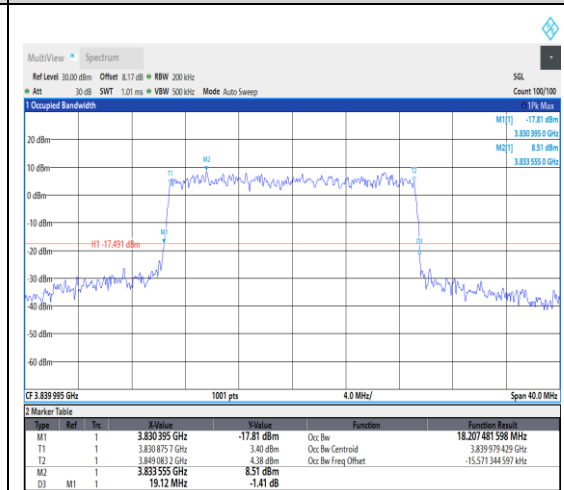 MultiView Spectrum
Ref Level 30.00 dBm Offset 8.17 dB RBW 200 kHz SGL
Att 30 dB SWT 1.01 ms VBW 500 kHz Mode Auto Sweep Count 100/100
1 Occupied Bandwidth 1Pk Max
M1[1] -17.81 dBm
3.830 395 0 GHz
M2[1] 8.51 dBm
3.833 555 0 GHz
20 dBm
M2
10 dBm
T1 T2
0 dBm
-10 dBm
M1
H1 -17.491 dBm D3
-20 dBm
-30 dBm
-40 dBm
-50 dBm
-60 dBm
CF 3.839 995 GHz 1001 pts 4.0 MHz/ Span 40.0 MHz
2 Marker Table
Type Ref Trc X-Value Y-Value Function Function Result
M1 1 3.830 395 GHz -17.81 dBm Occ Bw 18.207 481 598 MHz
T1 1 3.830 875 7 GHz 3.40 dBm Occ Bw Centroid 3.839 979 429 GHz
T2 1 3.849 083 2 GHz 4.38 dBm Occ Bw Freq Offset -15.571 344 597 kHz
M2 1 3.833 555 GHz 8.51 dBm
D3 M1 1 19.12 MHz -1.41 dB